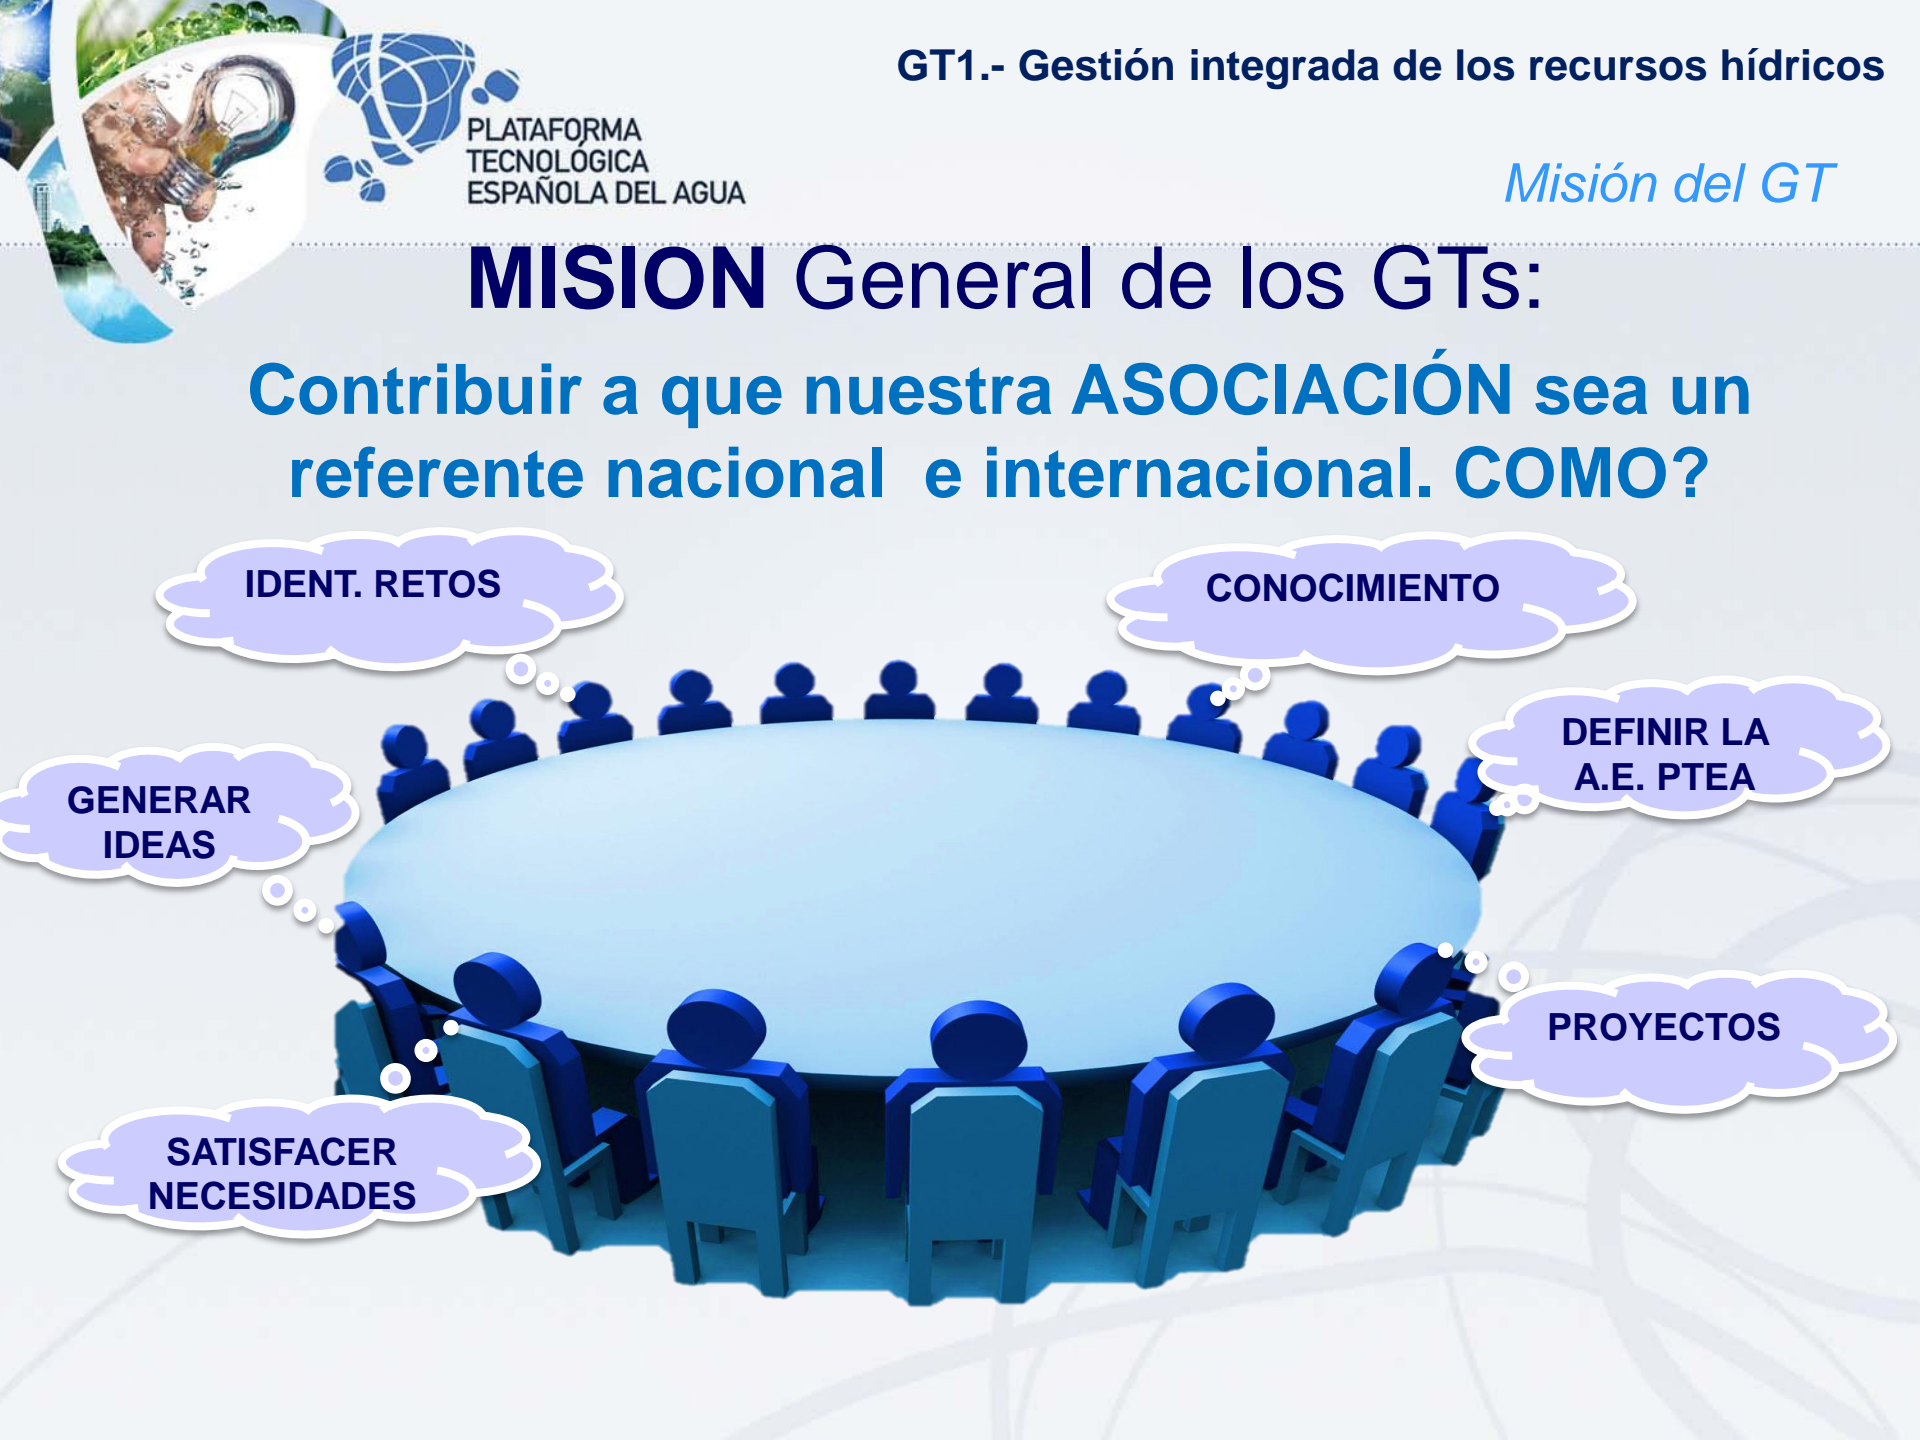 GT1.- Gestión integrada de los recursos hídricos
PLATAFORMA
TECNOLÓGICA
ESPAÑOLA DEL AGUA
Misión del GT
MISION General de los GTs:
Contribuir a que nuestra ASOCIACIÓN sea un
referente nacional  e internacional. COMO?
IDENT. RETOS
CONOCIMIENTO
DEFINIR LA
A.E. PTEA
GENERAR
IDEAS
PROYECTOS
SATISFACER
NECESIDADES